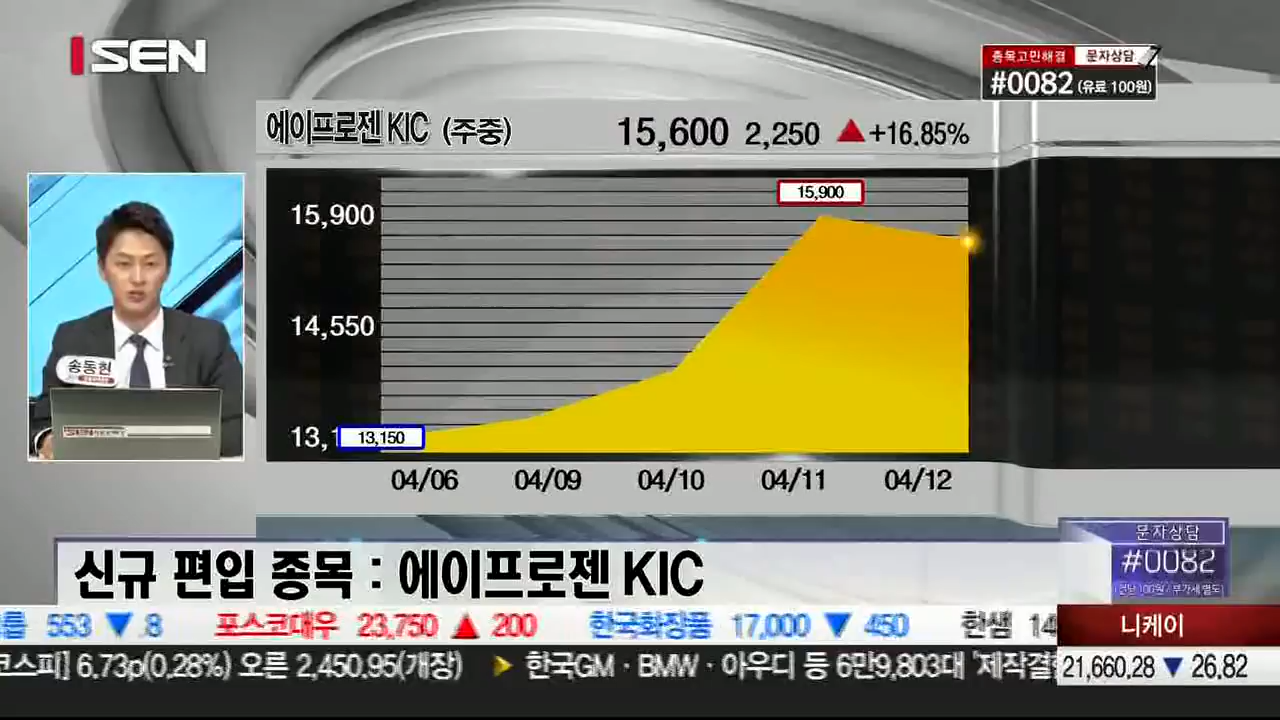 SEN
종목고민해결 문자상담
#0082 (유료 100원)
에이프로젠 KIC (주중) 15,600 2,250 ▲+16.85%
15,900
15,900
14,550
13,150
04/06 04/09 04/10 04/11 04/12
송동현
문자상담
#0082
신규 편입 종목 : 에이프로젠 KIC
553 ▼ 8 포스코대우 23,750 ▲ 200 한국화장품 17,000 ▼ 450 한샘
니케이
코스피] 6.73p(0.28%) 오른 2,450.95(개장) 한국GM · BMW · 아우디 등 6만9,803대 '제작결
21,660.28 ▼ 26.82